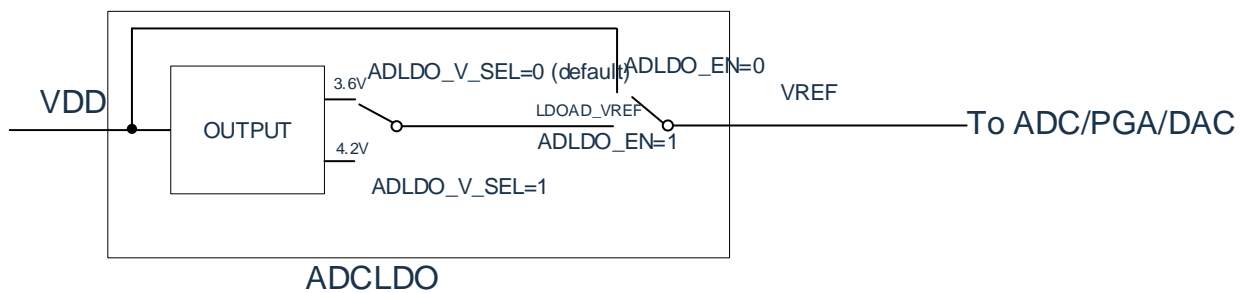 ADLDO_V_SEL=0 (default)
ADLDO_EN=0
3.6V
VDD
VREF
LDOAD_VREF
OUTPUT
To ADC/PGA/DAC
ADLDO_EN=1
4.2V
ADLDO_V_SEL=1
ADCLDO